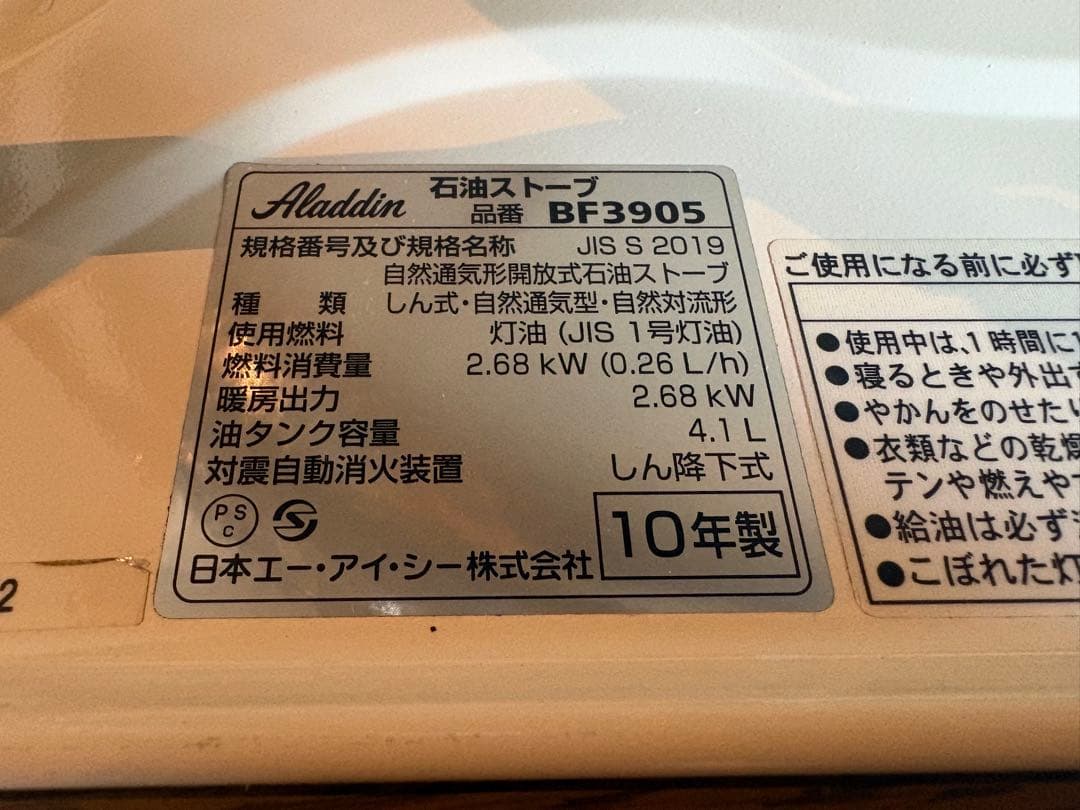 Aladdin 石油ストーブ
品番 BF3905
規格番号及び規格名称 JIS S 2019
自然通気形開放式石油ストーブ
種 類 しん式・自然通気型・自然対流形
使用燃料 灯油 (JIS 1号灯油)
燃料消費量 2.68 kW (0.26 L/h)
暖房出力 2.68 kW
油タンク容量 4.1 L
対震自動消火装置 しん降下式
PS
C
10年製
日本エー・アイ・シー株式会社
2
ご使用になる前に必ず
●使用中は、1時間に1
●寝るときや外出す
●やかんをのせたり
●衣類などの乾燥
テンや燃えやす
●給油は必ず
●こぼれた灯